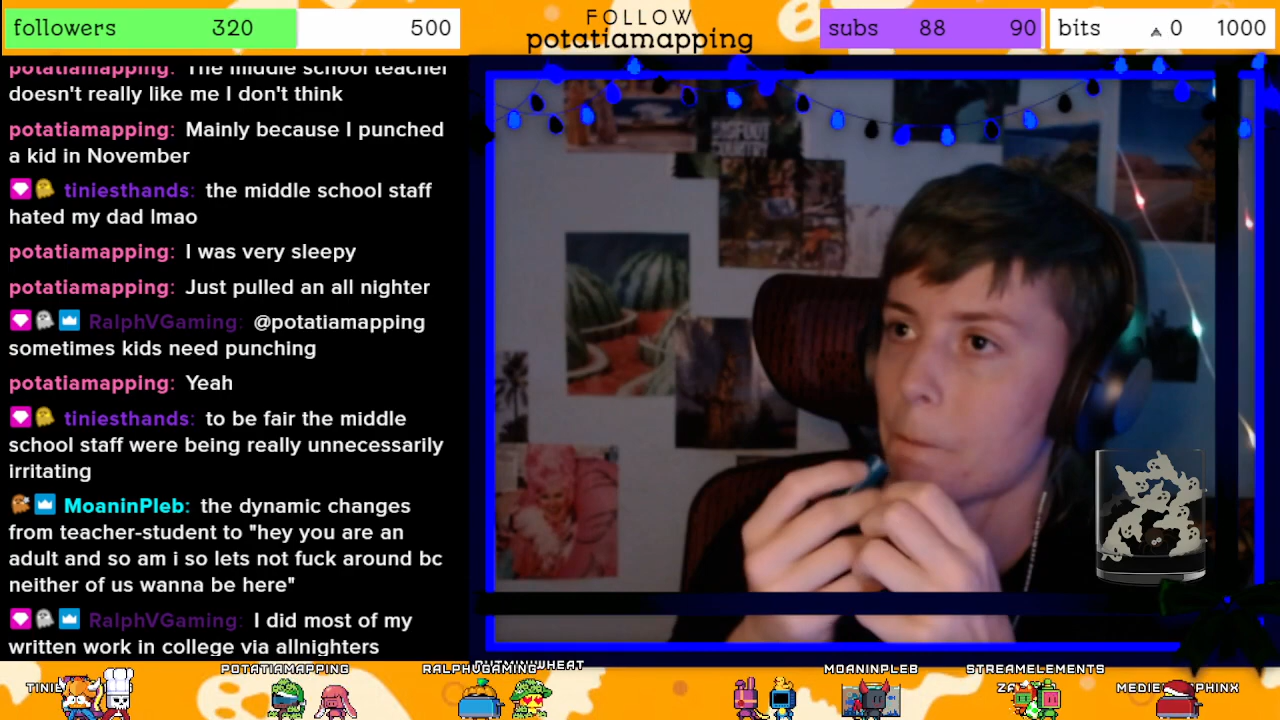 followers 320 500
FOLLOW
potatiamapping
subs 88 90
bits 0 1000
potatiamapping: The middle school teacher
doesn't really like me I don't think
potatiamapping: Mainly because I punched
a kid in November
tiniesthands: the middle school staff
hated my dad lmao
potatiamapping: I was very sleepy
potatiamapping: Just pulled an all nighter
RalphVGaming: @potatiamapping
sometimes kids need punching
potatiamapping: Yeah
tiniesthands: to be fair the middle
school staff were being really unnecessarily
irritating
MoaninPleb: the dynamic changes
from teacher-student to "hey you are an
adult and so am i so lets not fuck around bc
neither of us wanna be here"
RalphVGaming: I did most of my
written work in college via allnighters
BIGFOOT
COUNTRY
POTATIAMAPPING
RALPHVGAMING
MOANINPLEB
STREAMELEMENTS